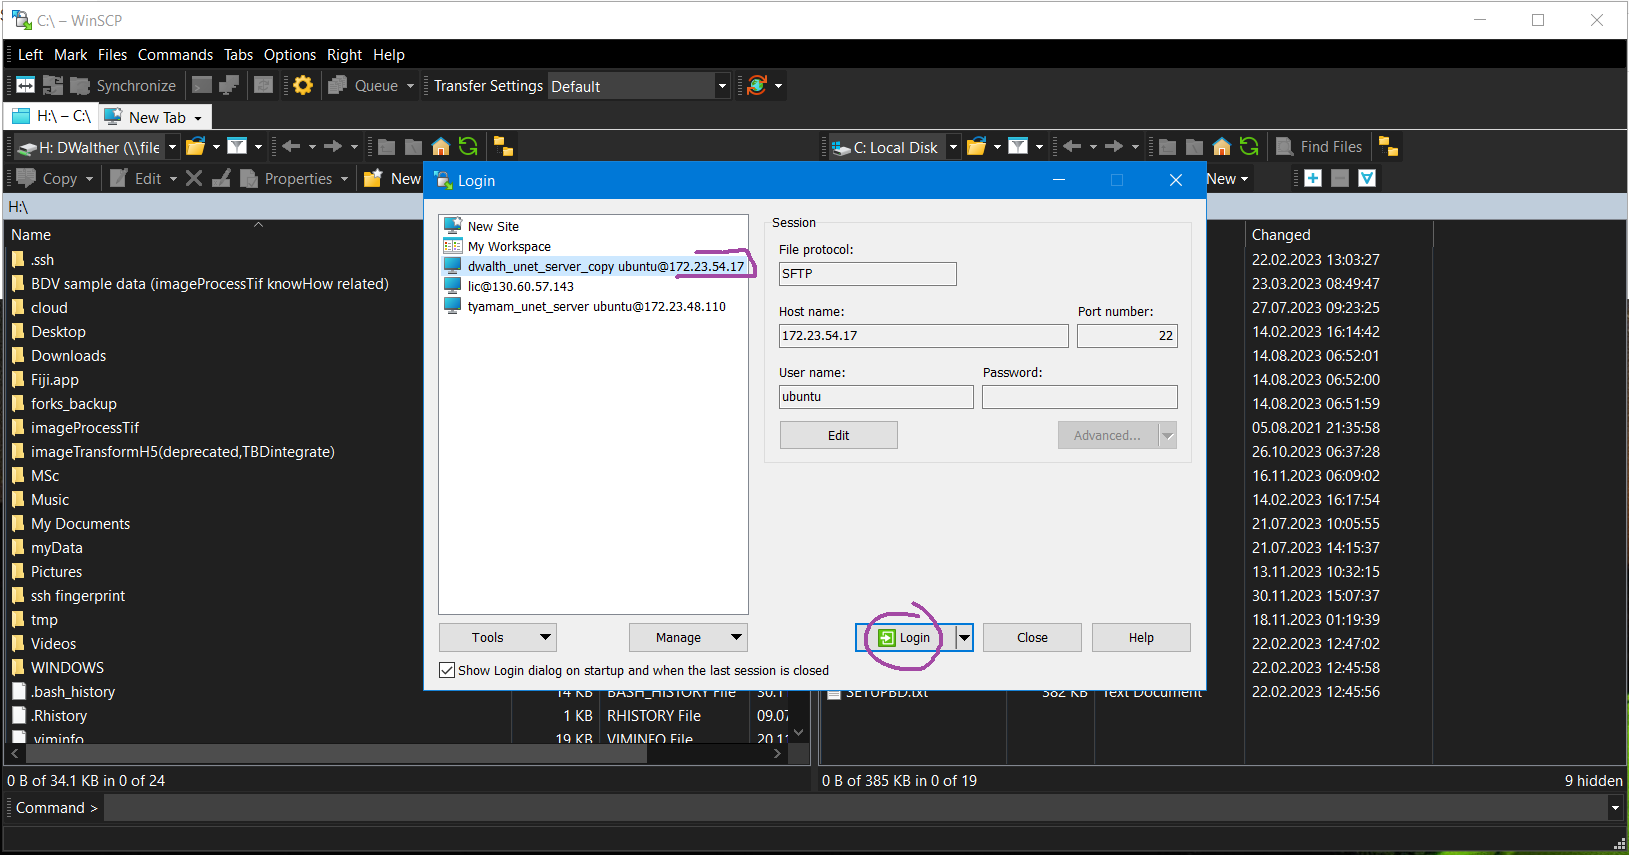 C:\ – WinSCP
Left Mark Files Commands Tabs Options Right Help
Synchronize Queue Transfer Settings Default
H:\ – C:\ New Tab
H: DWalther (\\file C: Local Disk Find Files
Copy Edit Properties New New
H:\
Name Changed
.ssh 22.02.2023 13:03:27
BDV sample data (imageProcessTif knowHow related) 23.03.2023 08:49:47
cloud 27.07.2023 09:23:25
Desktop 14.02.2023 16:14:42
Downloads 14.08.2023 06:52:01
Fiji.app 14.08.2023 06:52:00
forks_backup 14.08.2023 06:51:59
imageProcessTif 05.08.2021 21:35:58
imageTransformH5(deprecated,TBDintegrate) 26.10.2023 06:37:28
MSc 16.11.2023 06:09:02
Music 14.02.2023 16:17:54
My Documents 21.07.2023 10:05:55
myData 21.07.2023 14:15:37
Pictures 13.11.2023 10:32:15
ssh fingerprint 30.11.2023 15:07:37
tmp 18.11.2023 01:19:39
Videos 22.02.2023 12:47:02
WINDOWS 22.02.2023 12:45:58
.bash_history 14 KB BASH_HISTORY File 30.1 SETUPBD.txt 382 KB Text Document 22.02.2023 12:45:56
.Rhistory 1 KB RHISTORY File 09.07
.viminfo 19 KB VIMINFO File 20.11
0 B of 34.1 KB in 0 of 24 0 B of 385 KB in 0 of 19 9 hidden
Command >
Login
New Site
My Workspace
dwalth_unet_server_copy ubuntu@172.23.54.17
lic@130.60.57.143
tyamam_unet_server ubuntu@172.23.48.110
Session
File protocol:
SFTP
Host name: Port number:
172.23.54.17 22
User name: Password:
ubuntu
Edit Advanced...
Tools Manage Login Close Help
Show Login dialog on startup and when the last session is closed